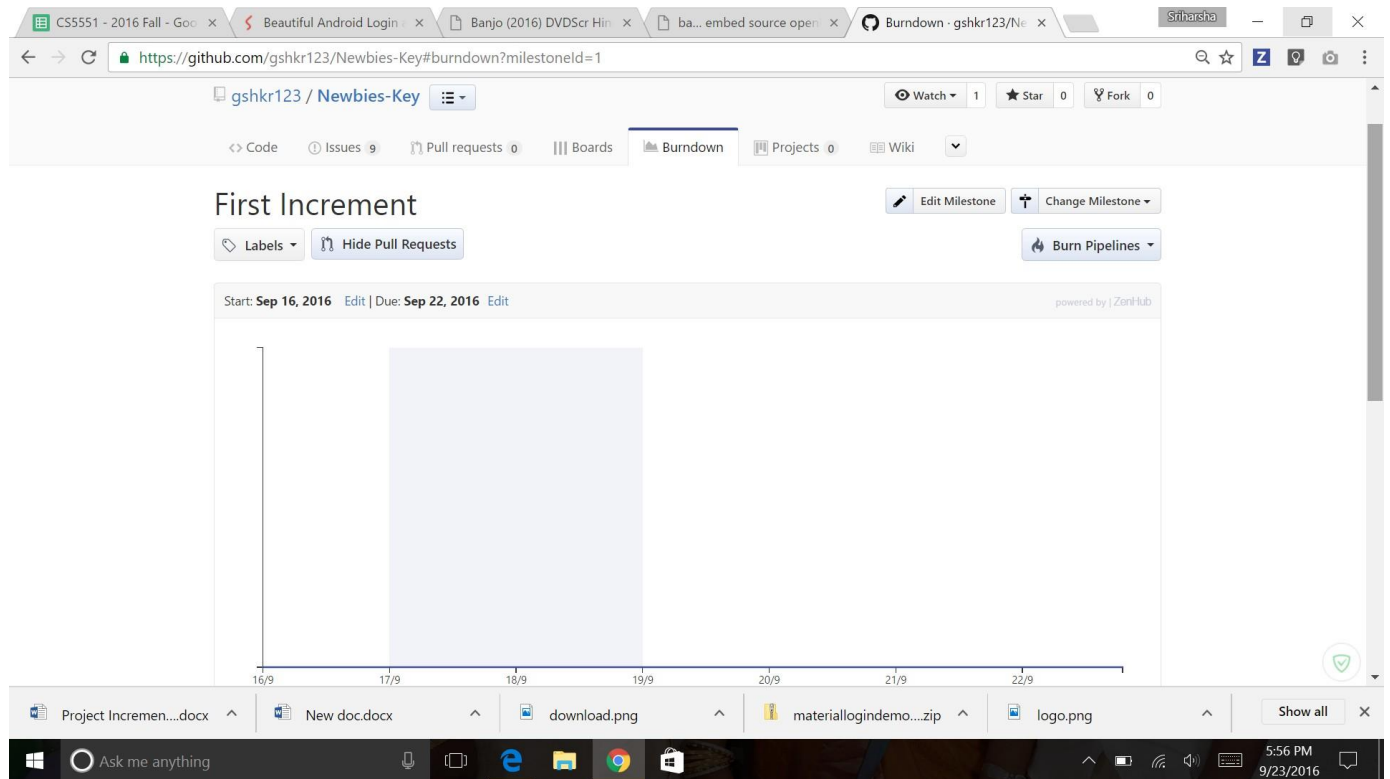 CS5551 - 2016 Fall - Goo
Beautiful Android Login
Banjo (2016) DVDScr Hin
ba... embed source open
Burndown · gshkr123/Ne
Sriharsha
https://github.com/gshkr123/Newbies-Key#burndown?milestoneId=1
gshkr123 / Newbies-Key
Watch 1
Star 0
Fork 0
Code
Issues 9
Pull requests 0
Boards
Burndown
Projects 0
Wiki
First Increment
Edit Milestone
Change Milestone
Labels
Hide Pull Requests
Burn Pipelines
Start: Sep 16, 2016 Edit | Due: Sep 22, 2016 Edit
powered by | ZenHub
16/9 17/9 18/9 19/9 20/9 21/9 22/9
Project Incremen....docx
New doc.docx
download.png
materiallogindemo....zip
logo.png
Show all
Ask me anything
5:56 PM
9/23/2016